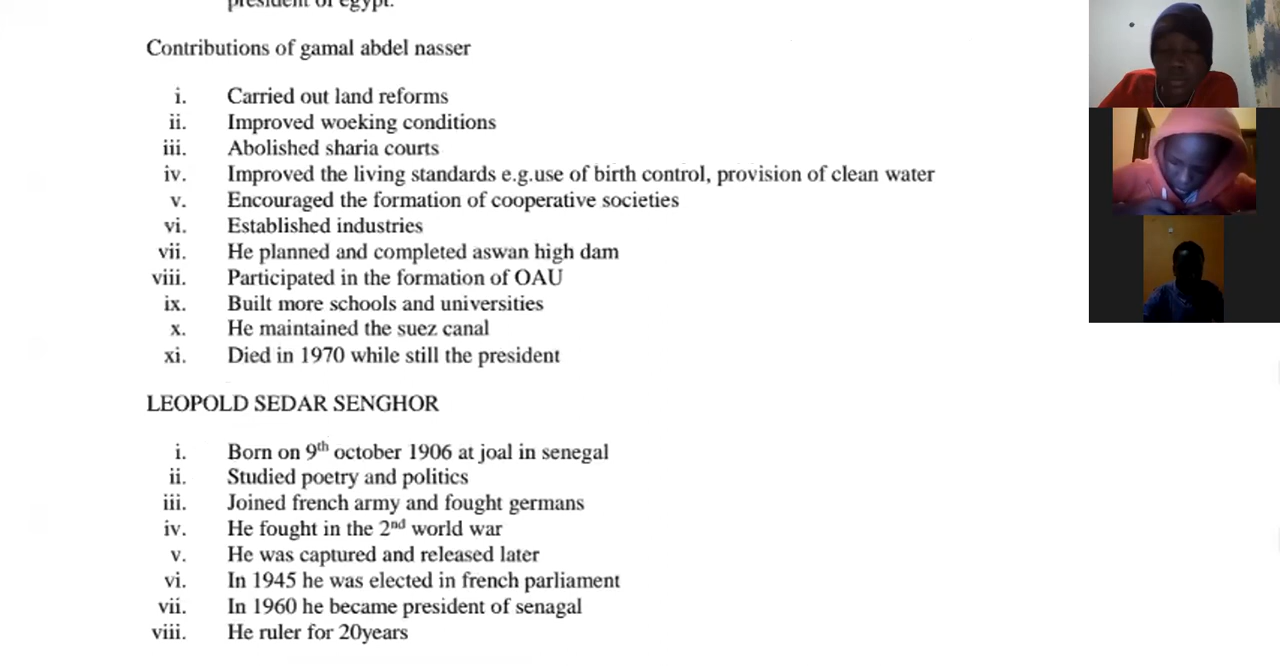 president of egypt.
Contributions of gamal abdel nasser
i. Carried out land reforms
ii. Improved woeking conditions
iii. Abolished sharia courts
iv. Improved the living standards e.g.use of birth control, provision of clean water
v. Encouraged the formation of cooperative societies
vi. Established industries
vii. He planned and completed aswan high dam
viii. Participated in the formation of OAU
ix. Built more schools and universities
x. He maintained the suez canal
xi. Died in 1970 while still the president
LEOPOLD SEDAR SENGHOR
i. Born on 9th october 1906 at joal in senegal
ii. Studied poetry and politics
iii. Joined french army and fought germans
iv. He fought in the 2nd world war
v. He was captured and released later
vi. In 1945 he was elected in french parliament
vii. In 1960 he became president of senagal
viii. He ruler for 20years